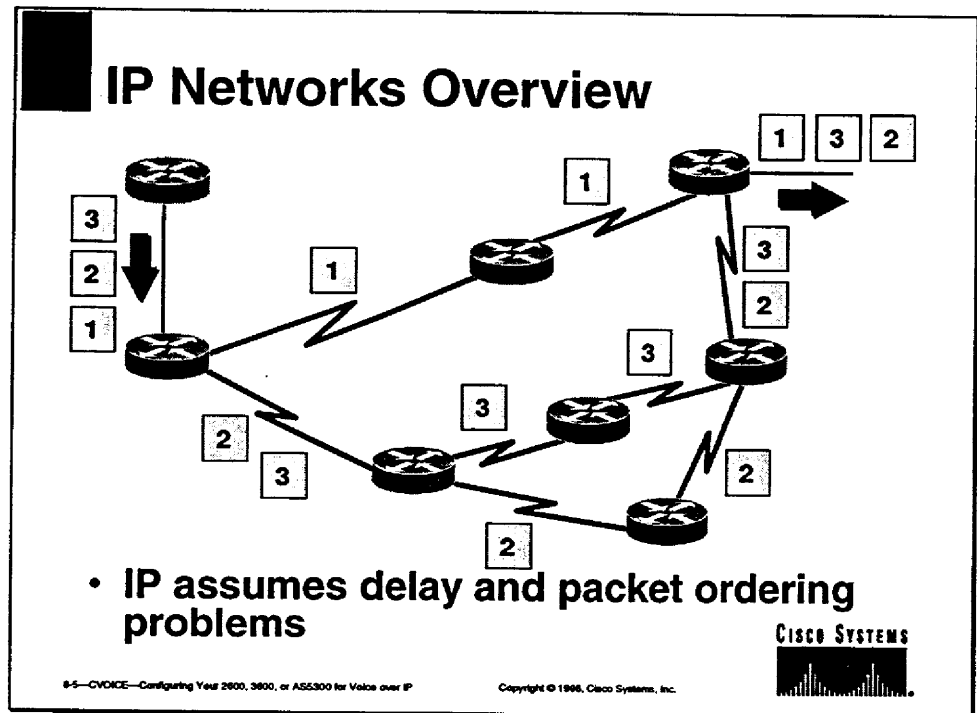 IP Networks Overview
1 3 2
1
3
2
1
1
3
2
3
3
2
3
2
2
• IP assumes delay and packet ordering
problems
CISCO SYSTEMS
8-5—CVOICE—Configuring Your 2600, 3600, or AS5300 for Voice over IP
Copyright © 1998, Cisco Systems, Inc.